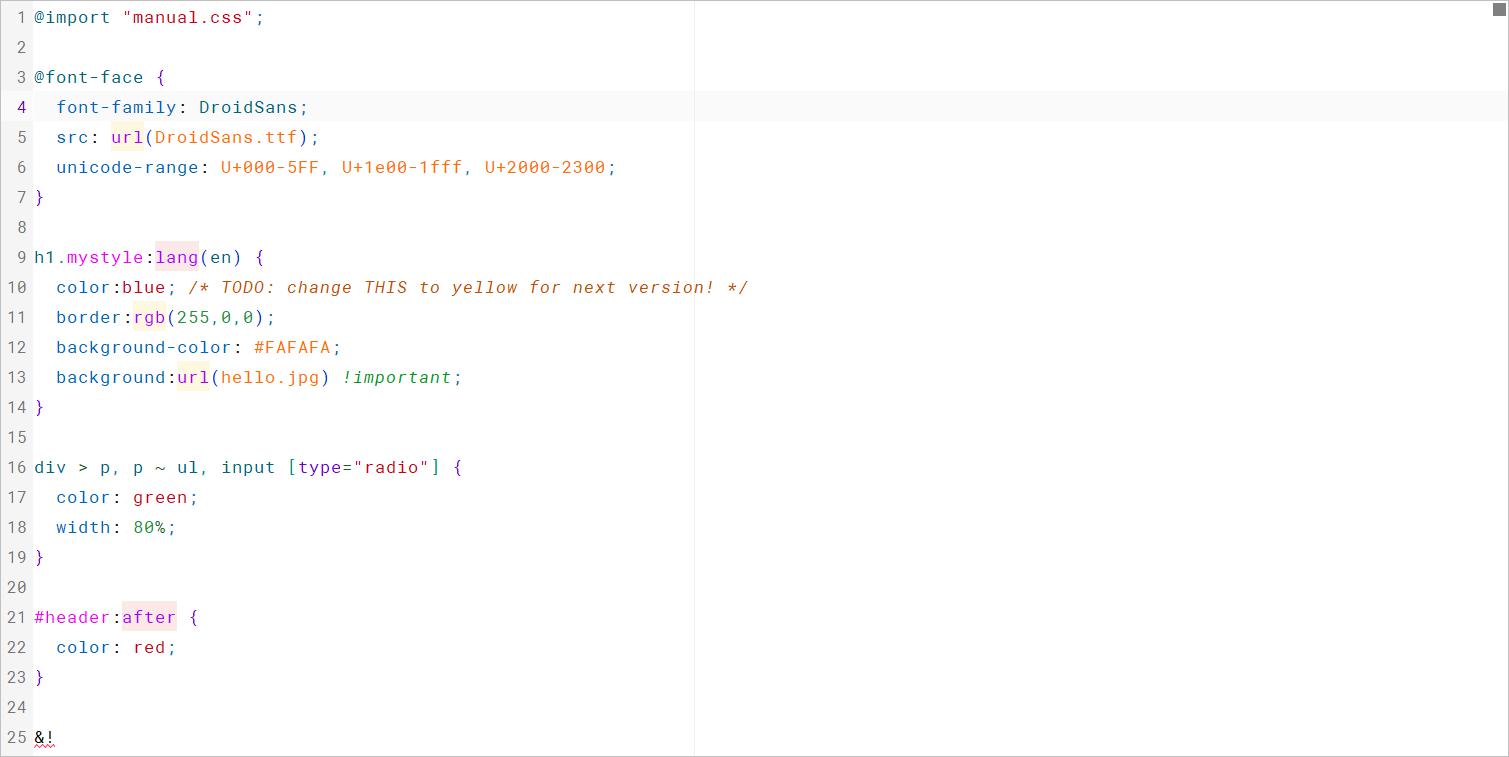 1 @import "manual.css";
2
3 @font-face {
4   font-family: DroidSans;
5   src: url(DroidSans.ttf);
6   unicode-range: U+000-5FF, U+1e00-1fff, U+2000-2300;
7 }
8
9 h1.mystyle:lang(en) {
10   color:blue; /* TODO: change THIS to yellow for next version! */
11   border:rgb(255,0,0);
12   background-color: #FAFAFA;
13   background:url(hello.jpg) !important;
14 }
15
16 div > p, p ~ ul, input [type="radio"] {
17   color: green;
18   width: 80%;
19 }
20
21 #header:after {
22   color: red;
23 }
24
25 &!